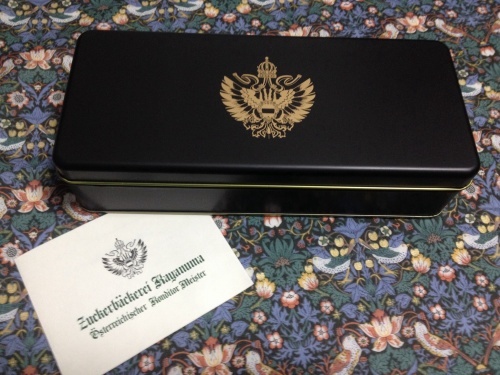 Zuckerbäckerei Kayanuma
Österreichischer Konditor Meister